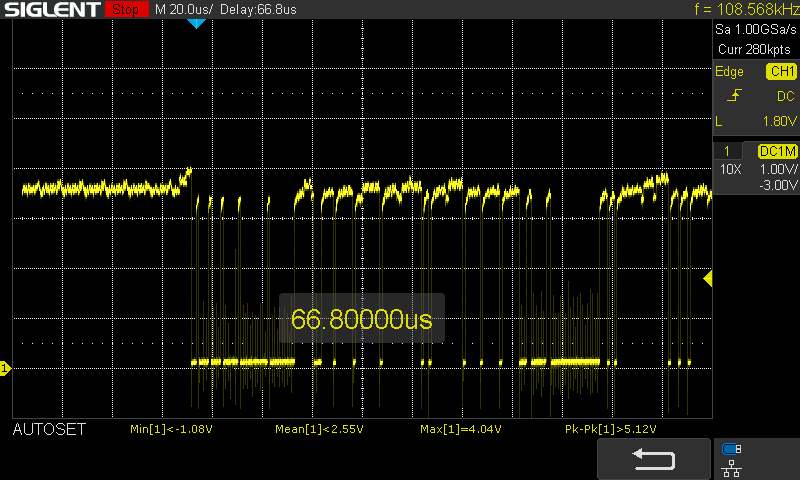 SIGLENT Stop M 20.0us/ Delay:66.8us f = 108.568kHz
Sa 1.00GSa/s
Curr 280kpts
Edge CH1
DC
L 1.80V
1 DC1M
10X 1.00V/
-3.00V
66.80000us
1
AUTOSET Min[1]<-1.08V Mean[1]<2.55V Max[1]=4.04V Pk-Pk[1]>5.12V